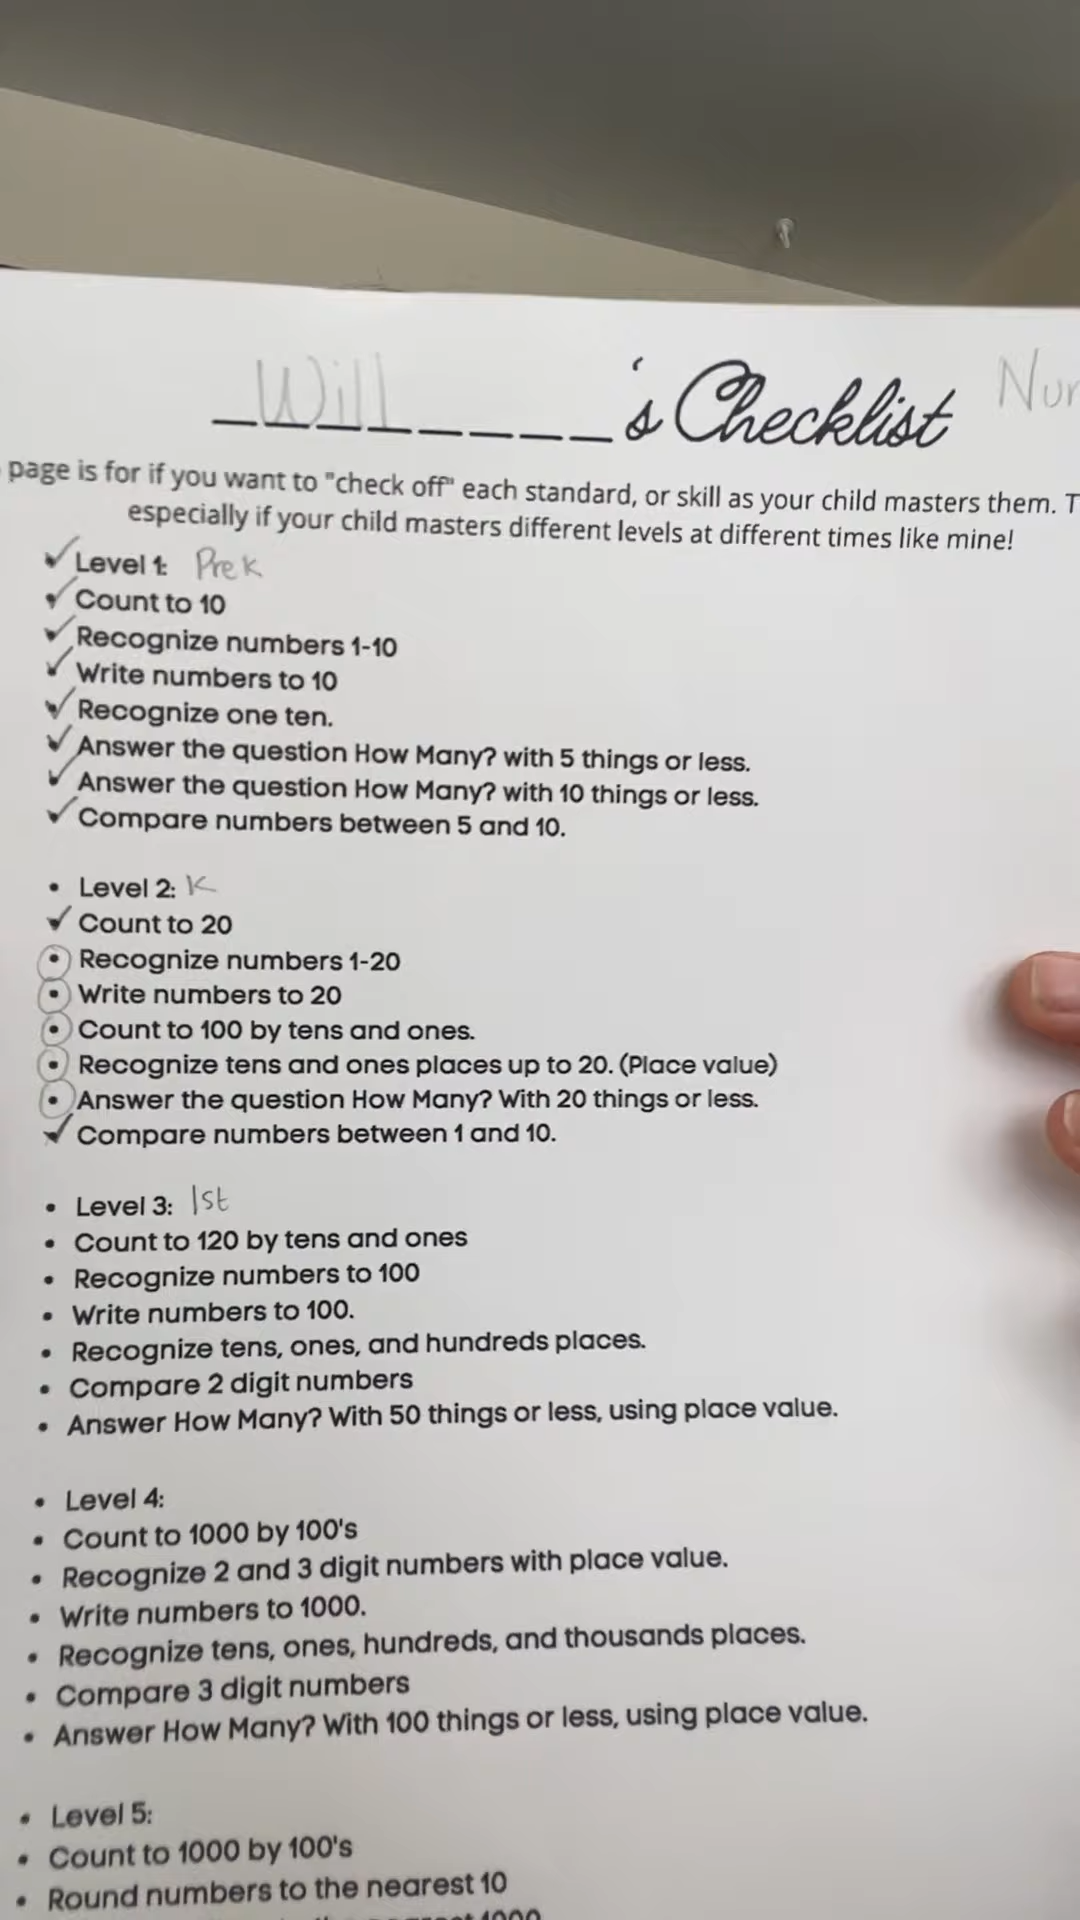 Will's Checklist
page is for if you want to "check off" each standard, or skill as your child masters them.
especially if your child masters different levels at different times like mine!
Level 1: Prek
Count to 10
Recognize numbers 1-10
Write numbers to 10
Recognize one ten.
Answer the question How Many? with 5 things or less.
Answer the question How Many? with 10 things or less.
Compare numbers between 5 and 10.
Level 2: K
Count to 20
Recognize numbers 1-20
Write numbers to 20
Count to 100 by tens and ones.
Recognize tens and ones places up to 20. (Place value)
Answer the question How Many? With 20 things or less.
Compare numbers between 1 and 10.
Level 3: 1st
Count to 120 by tens and ones
Recognize numbers to 100
Write numbers to 100.
Recognize tens, ones, and hundreds places.
Compare 2 digit numbers
Answer How Many? With 50 things or less, using place value.
Level 4:
Count to 1000 by 100's
Recognize 2 and 3 digit numbers with place value.
Write numbers to 1000.
Recognize tens, ones, hundreds, and thousands places.
Compare 3 digit numbers
Answer How Many? With 100 things or less, using place value.
Level 5:
Count to 1000 by 100's
Round numbers to the nearest 10